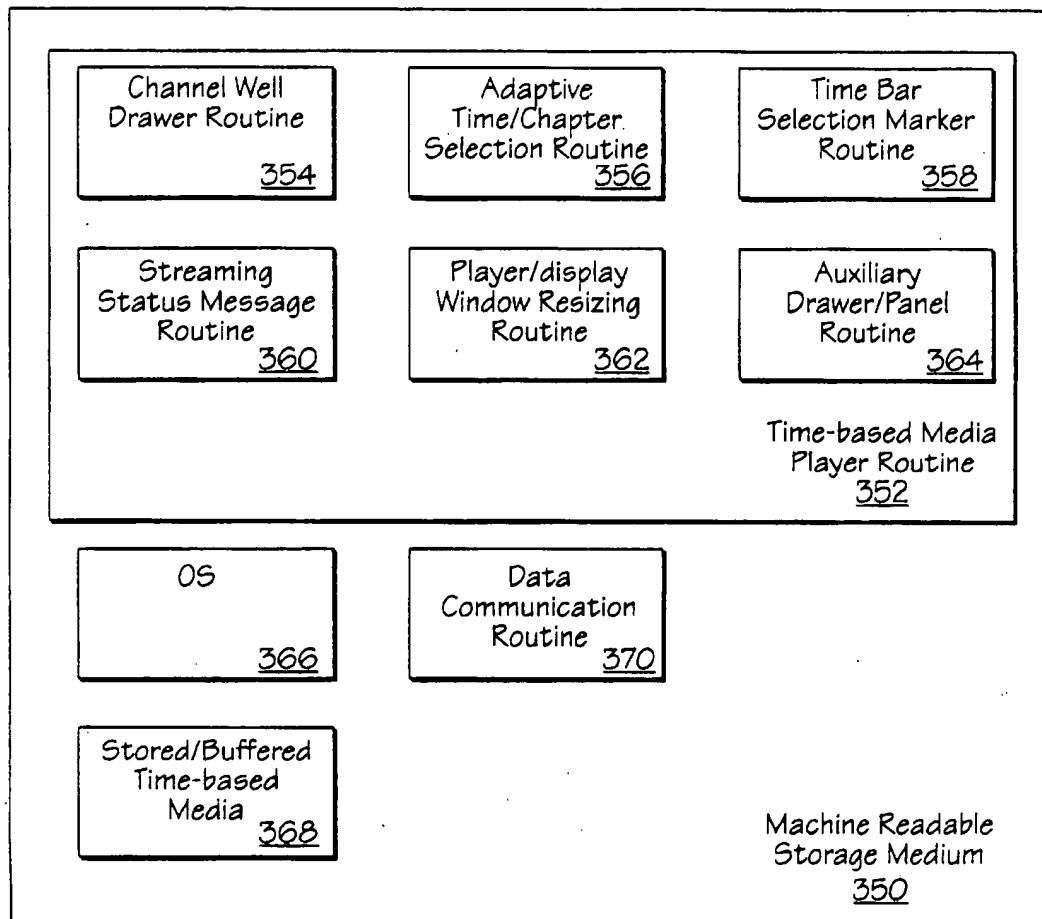 Channel Well
Drawer Routine
354
Adaptive
Time/Chapter
Selection Routine
356
Time Bar
Selection Marker
Routine
358
Streaming
Status Message
Routine
360
Player/display
Window Resizing
Routine
362
Auxiliary
Drawer/Panel
Routine
364
Time-based Media
Player Routine
352
OS
366
Data
Communication
Routine
370
Stored/Buffered
Time-based
Media
368
Machine Readable
Storage Medium
350